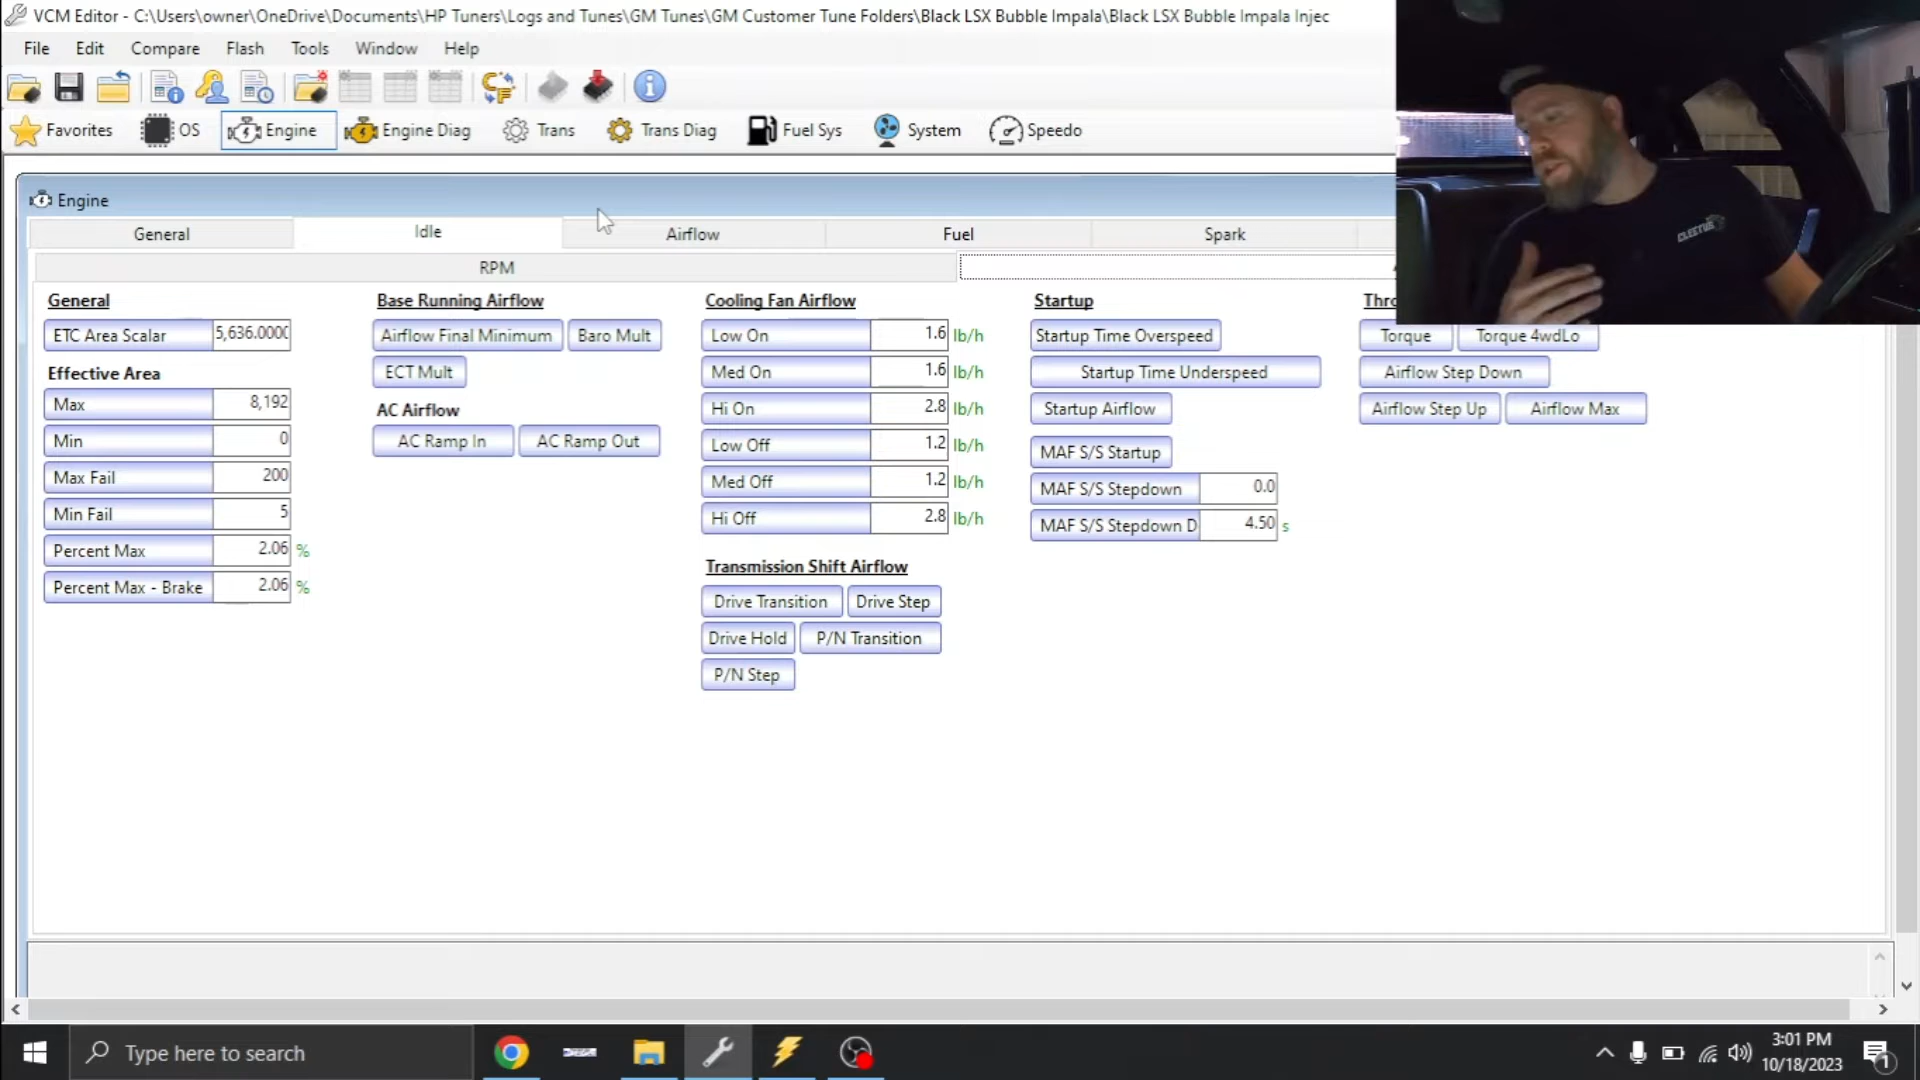 VCM Editor - C:\Users\owner\OneDrive\Documents\HP Tuners\Logs and Tunes\GM Tunes\GM Customer Tune Folders\Black LSX Bubble Impala\Black LSX Bubble Impala Injec
File Edit Compare Flash Tools Window Help
Favorites OS Engine Engine Diag Trans Trans Diag Fuel Sys System Speedo
Engine
General Idle Airflow Fuel Spark
RPM
General Base Running Airflow Cooling Fan Airflow Startup Thro
ETC Area Scalar 5,636.0000 Airflow Final Minimum Baro Mult Low On 1.6 lb/h Startup Time Overspeed Torque Torque 4wdLo
Effective Area ECT Mult Med On 1.6 lb/h Startup Time Underspeed Airflow Step Down
Max 8,192 AC Airflow Hi On 2.8 lb/h Startup Airflow Airflow Step Up Airflow Max
Min 0 AC Ramp In AC Ramp Out Low Off 1.2 lb/h MAF S/S Startup
Max Fail 200 Med Off 1.2 lb/h MAF S/S Stepdown 0.0
Min Fail 5 Hi Off 2.8 lb/h MAF S/S Stepdown D 4.50 s
Percent Max 2.06 % Transmission Shift Airflow
Percent Max - Brake 2.06 % Drive Transition Drive Step
Drive Hold P/N Transition
P/N Step
CLEETUS
Type here to search
3:01 PM
10/18/2023
1